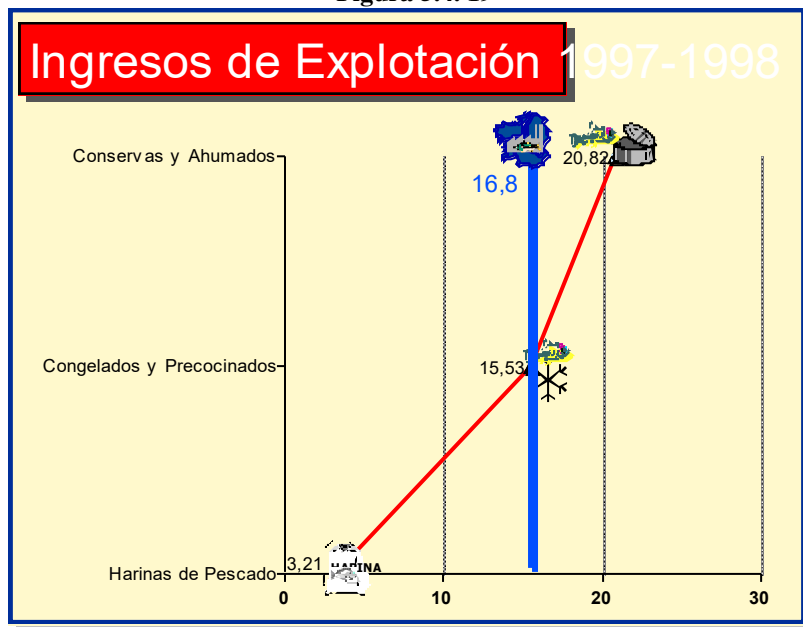 Ingresos de Explotación 1997-1998
Conservas y Ahumados
20,82
16,8
Congelados y Precocinados
15,53
Harinas de Pescado
3,21
HARINA
0
10
20
30